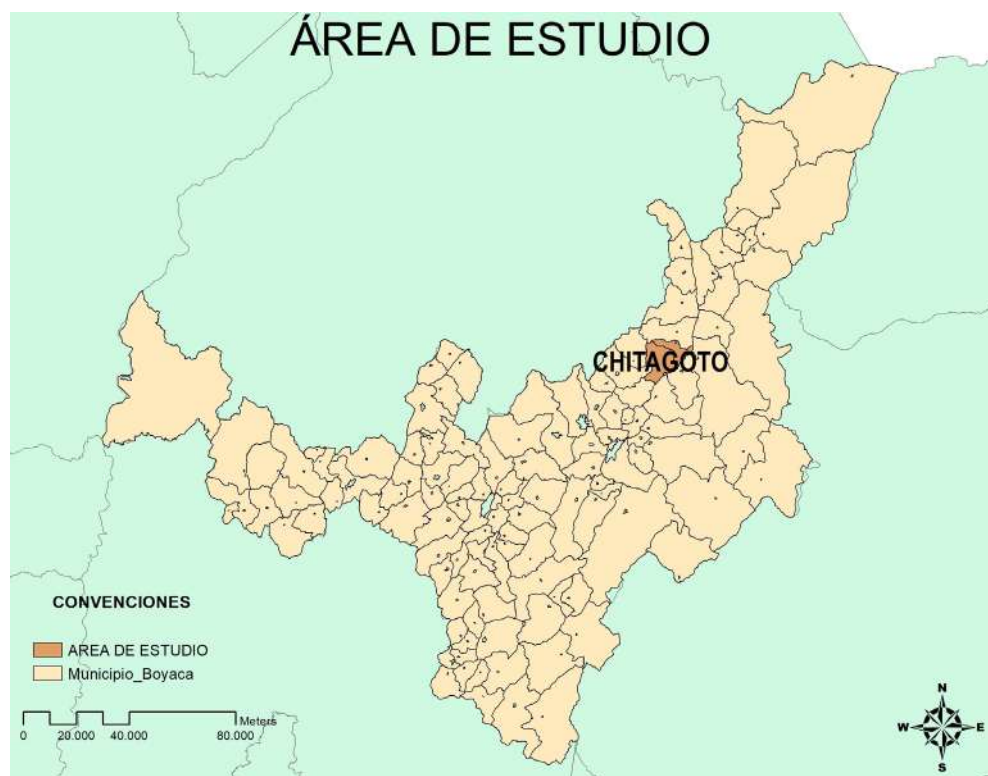 ÁREA DE ESTUDIO
CHITAGOTO
CONVENCIONES
AREA DE ESTUDIO
Municipio_Boyaca
Meters
0 20.000 40.000 80.000
N
W E
S